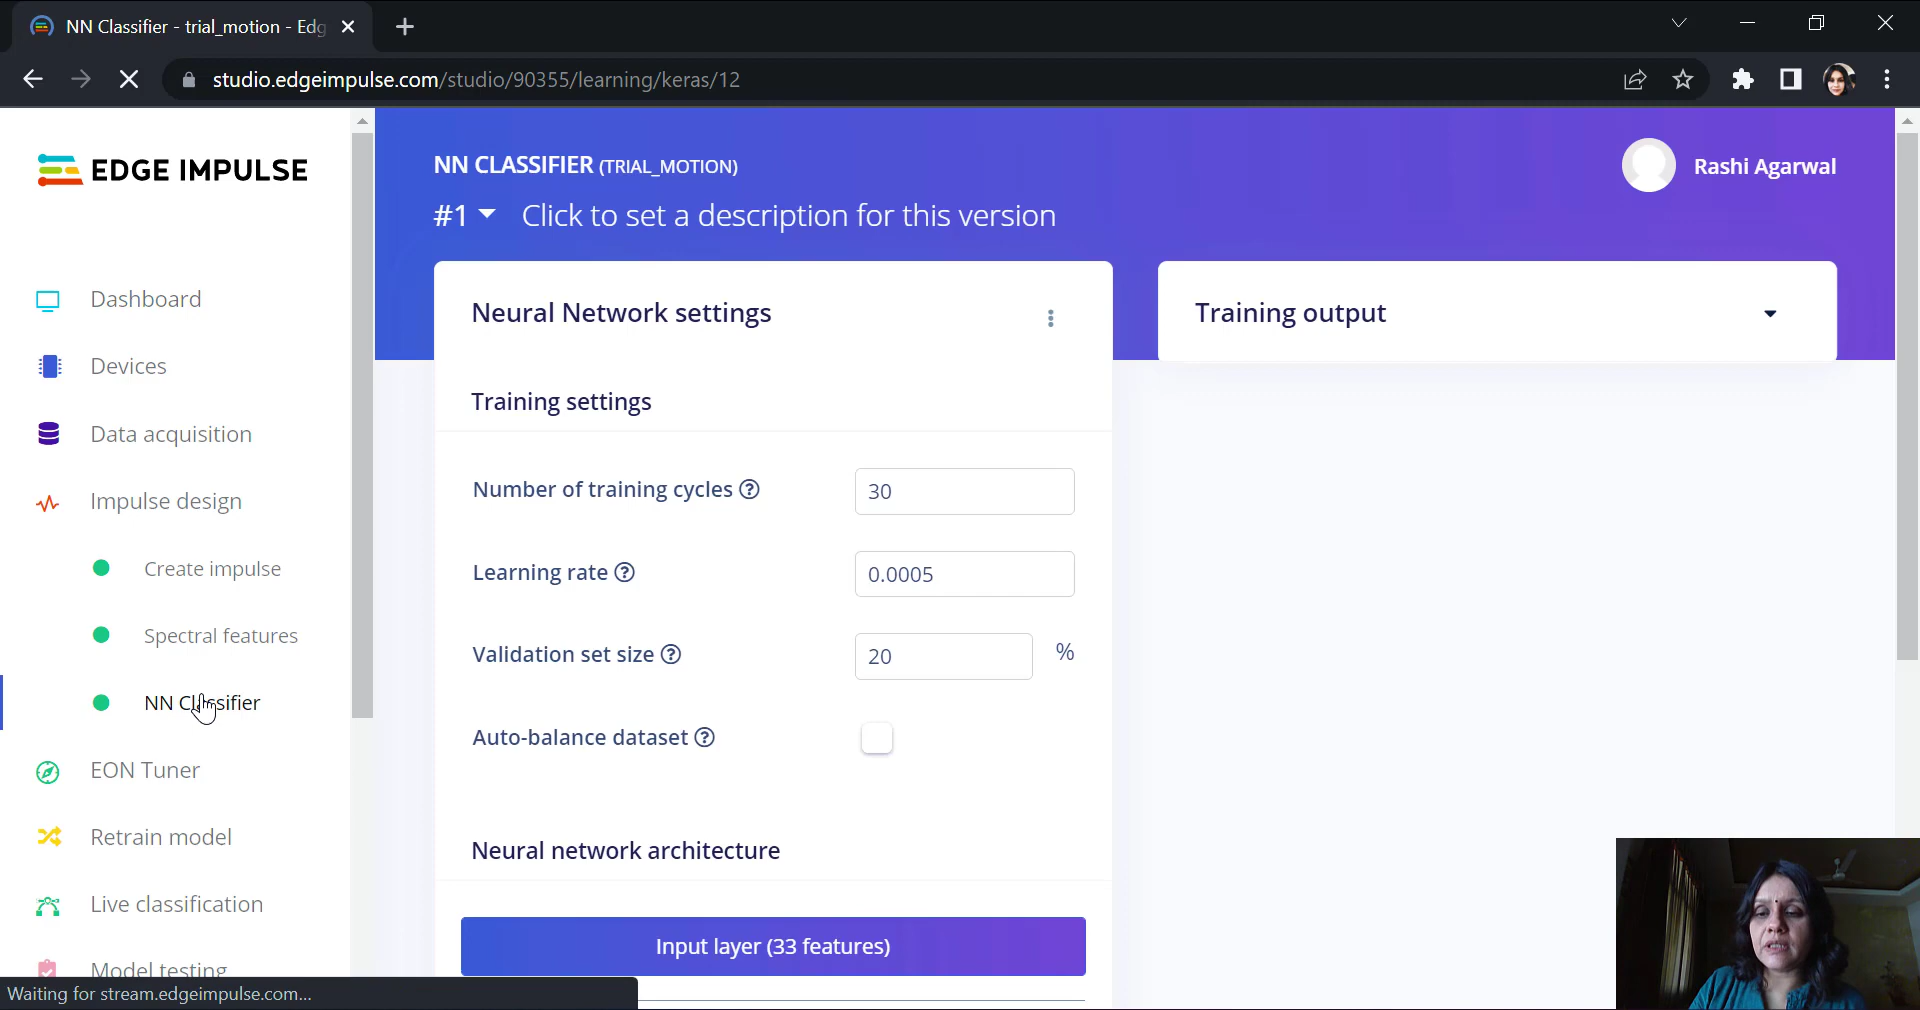 NN Classifier - trial_motion - Edg
studio.edgeimpulse.com/studio/90355/learning/keras/12
EDGE IMPULSE
Dashboard
Devices
Data acquisition
Impulse design
Create impulse
Spectral features
NN Classifier
EON Tuner
Retrain model
Live classification
Model testing
Waiting for stream.edgeimpulse.com...
NN CLASSIFIER (TRIAL_MOTION)
#1 Click to set a description for this version
Rashi Agarwal
Neural Network settings
Training settings
Number of training cycles ? 30
Learning rate ? 0.0005
Validation set size ? 20 %
Auto-balance dataset ?
Neural network architecture
Input layer (33 features)
Training output